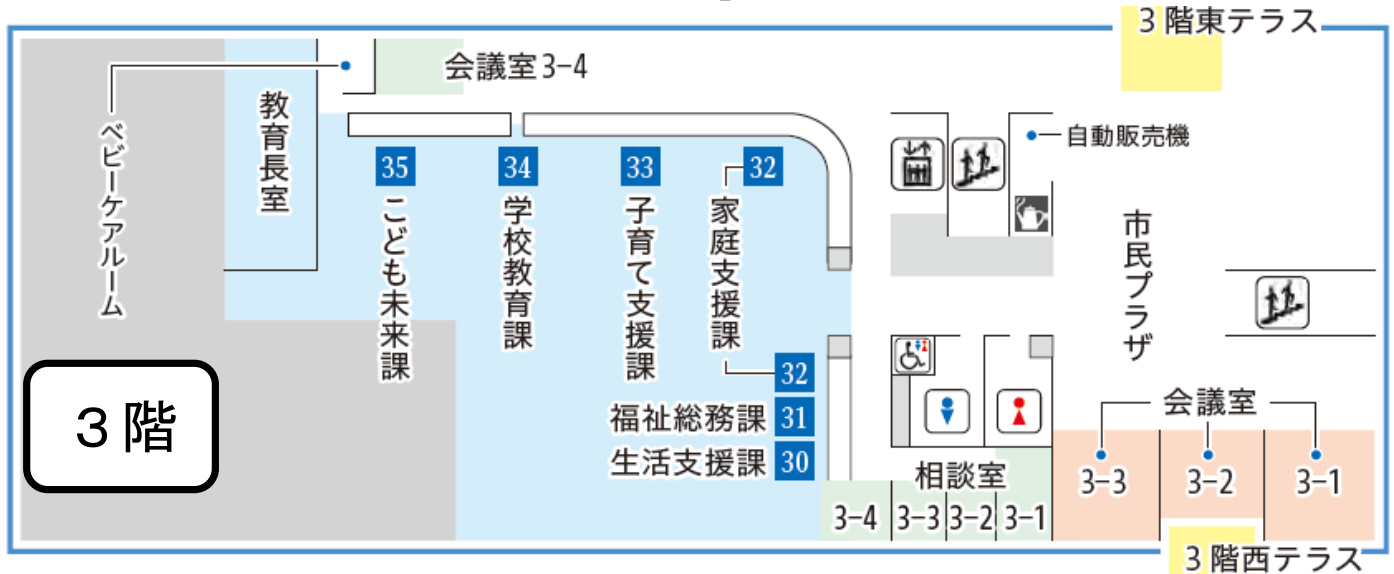 3階東テラス
会議室3-4
自動販売機
教育長室
ベビーケアルーム
35
こども未来課
34
学校教育課
33
子育て支援課
32
家庭支援課
32
福祉総務課 31
生活支援課 30
市民プラザ
3階
会議室
3-3
3-2
3-1
相談室
3-4
3-3
3-2
3-1
3階西テラス